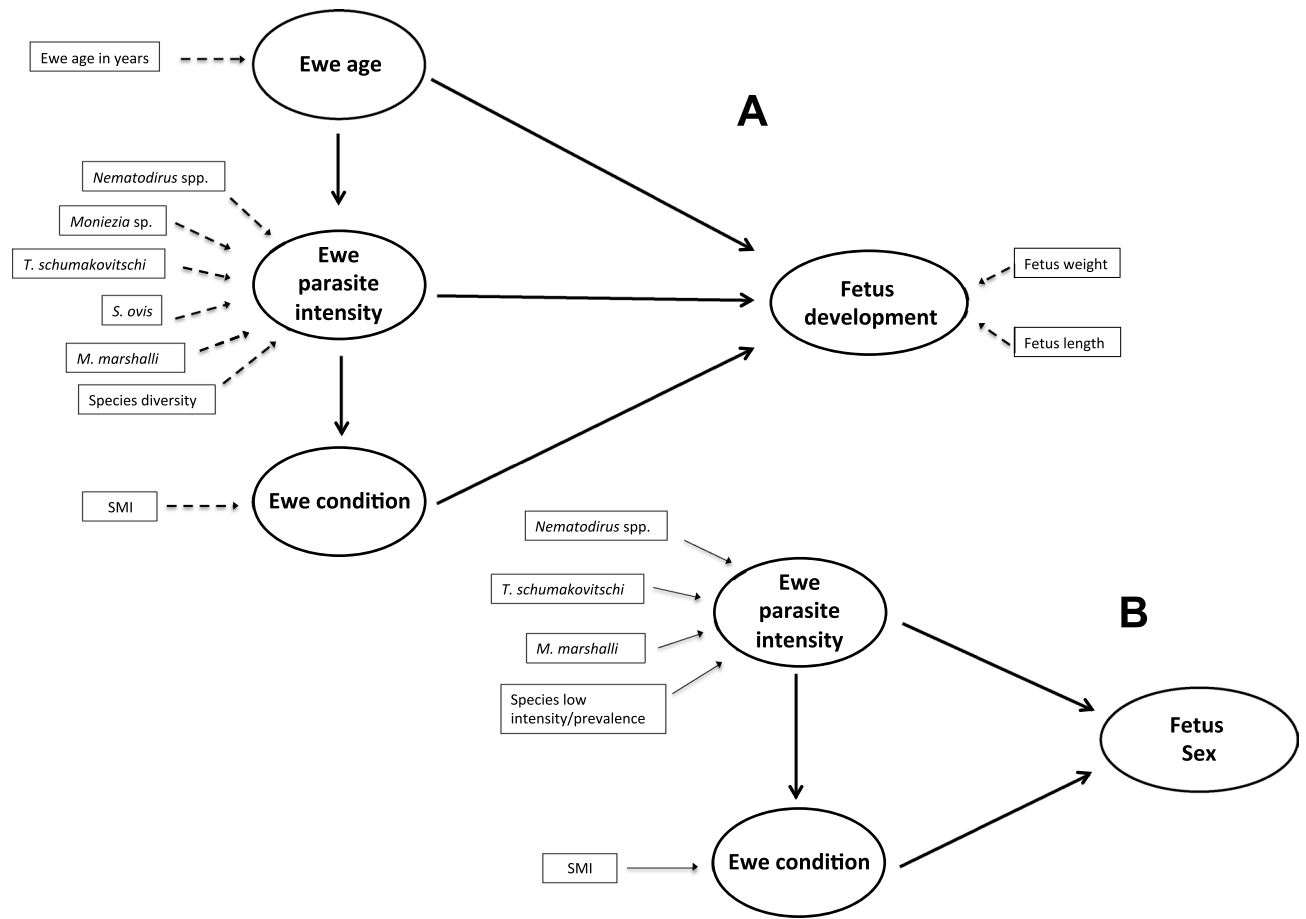 Ewe age in years
Ewe age
A
Nematodirus spp.
Moniezia sp.
T. schumakovitschi
S. ovis
M. marshalli
Species diversity
Ewe
parasite
intensity
Fetus
development
Fetus weight
Fetus length
SMI
Ewe condition
B
Nematodirus spp.
T. schumakovitschi
M. marshalli
Species low
intensity/prevalence
Ewe
parasite
intensity
Fetus
Sex
SMI
Ewe condition